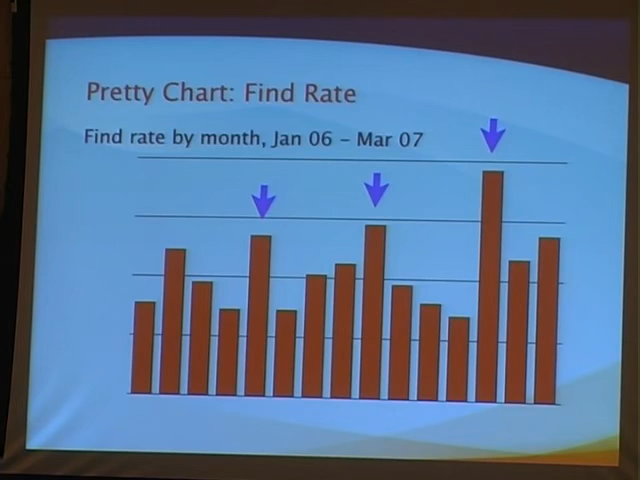 Pretty Chart: Find Rate
Find rate by month, Jan 06 – Mar 07